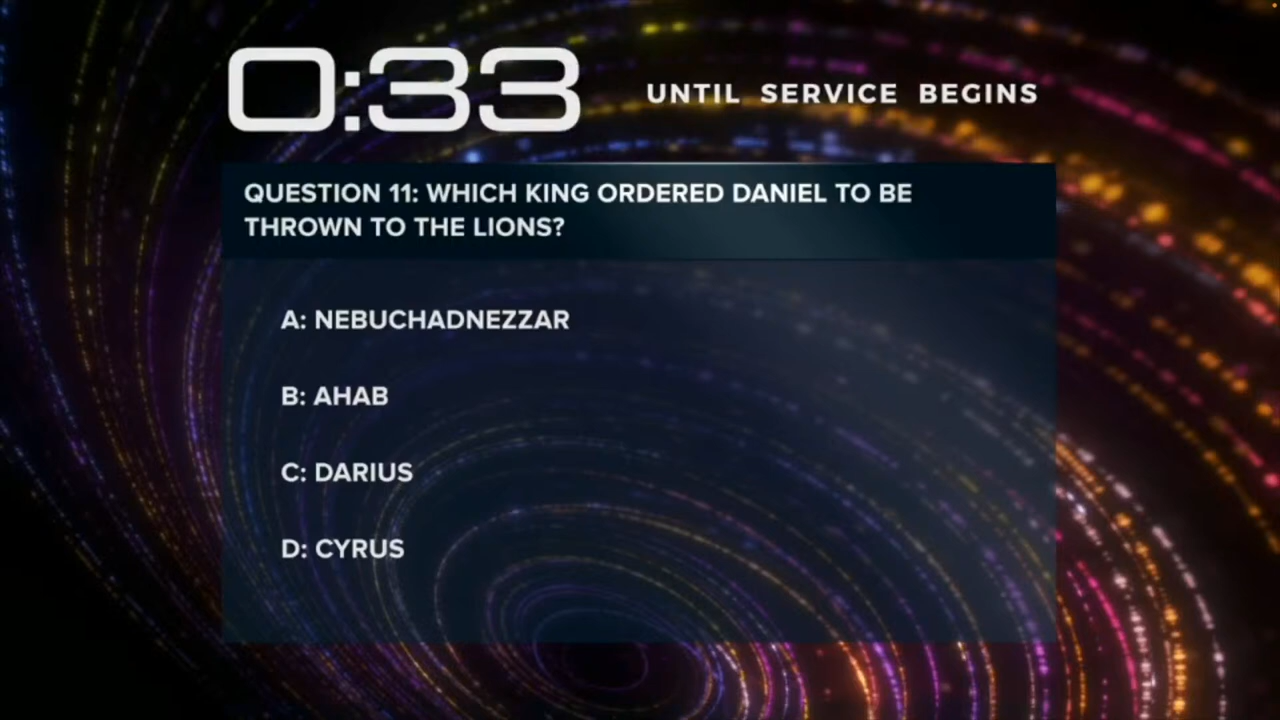 0:33 UNTIL SERVICE BEGINS
QUESTION 11: WHICH KING ORDERED DANIEL TO BE
THROWN TO THE LIONS?
A: NEBUCHADNEZZAR
B: AHAB
C: DARIUS
D: CYRUS